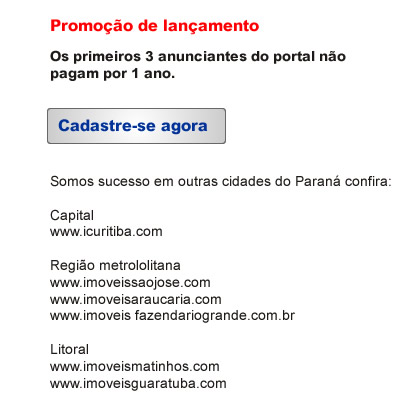 Promoção de lançamento
Os primeiros 3 anunciantes do portal não
pagam por 1 ano.
Cadastre-se agora
Somos sucesso em outras cidades do Paraná confira:
Capital
www.icuritiba.com
Região metrololitana
www.imoveissaojose.com
www.imoveisaraucaria.com
www.imoveis fazendariogrande.com.br
Litoral
www.imoveismatinhos.com
www.imoveisguaratuba.com